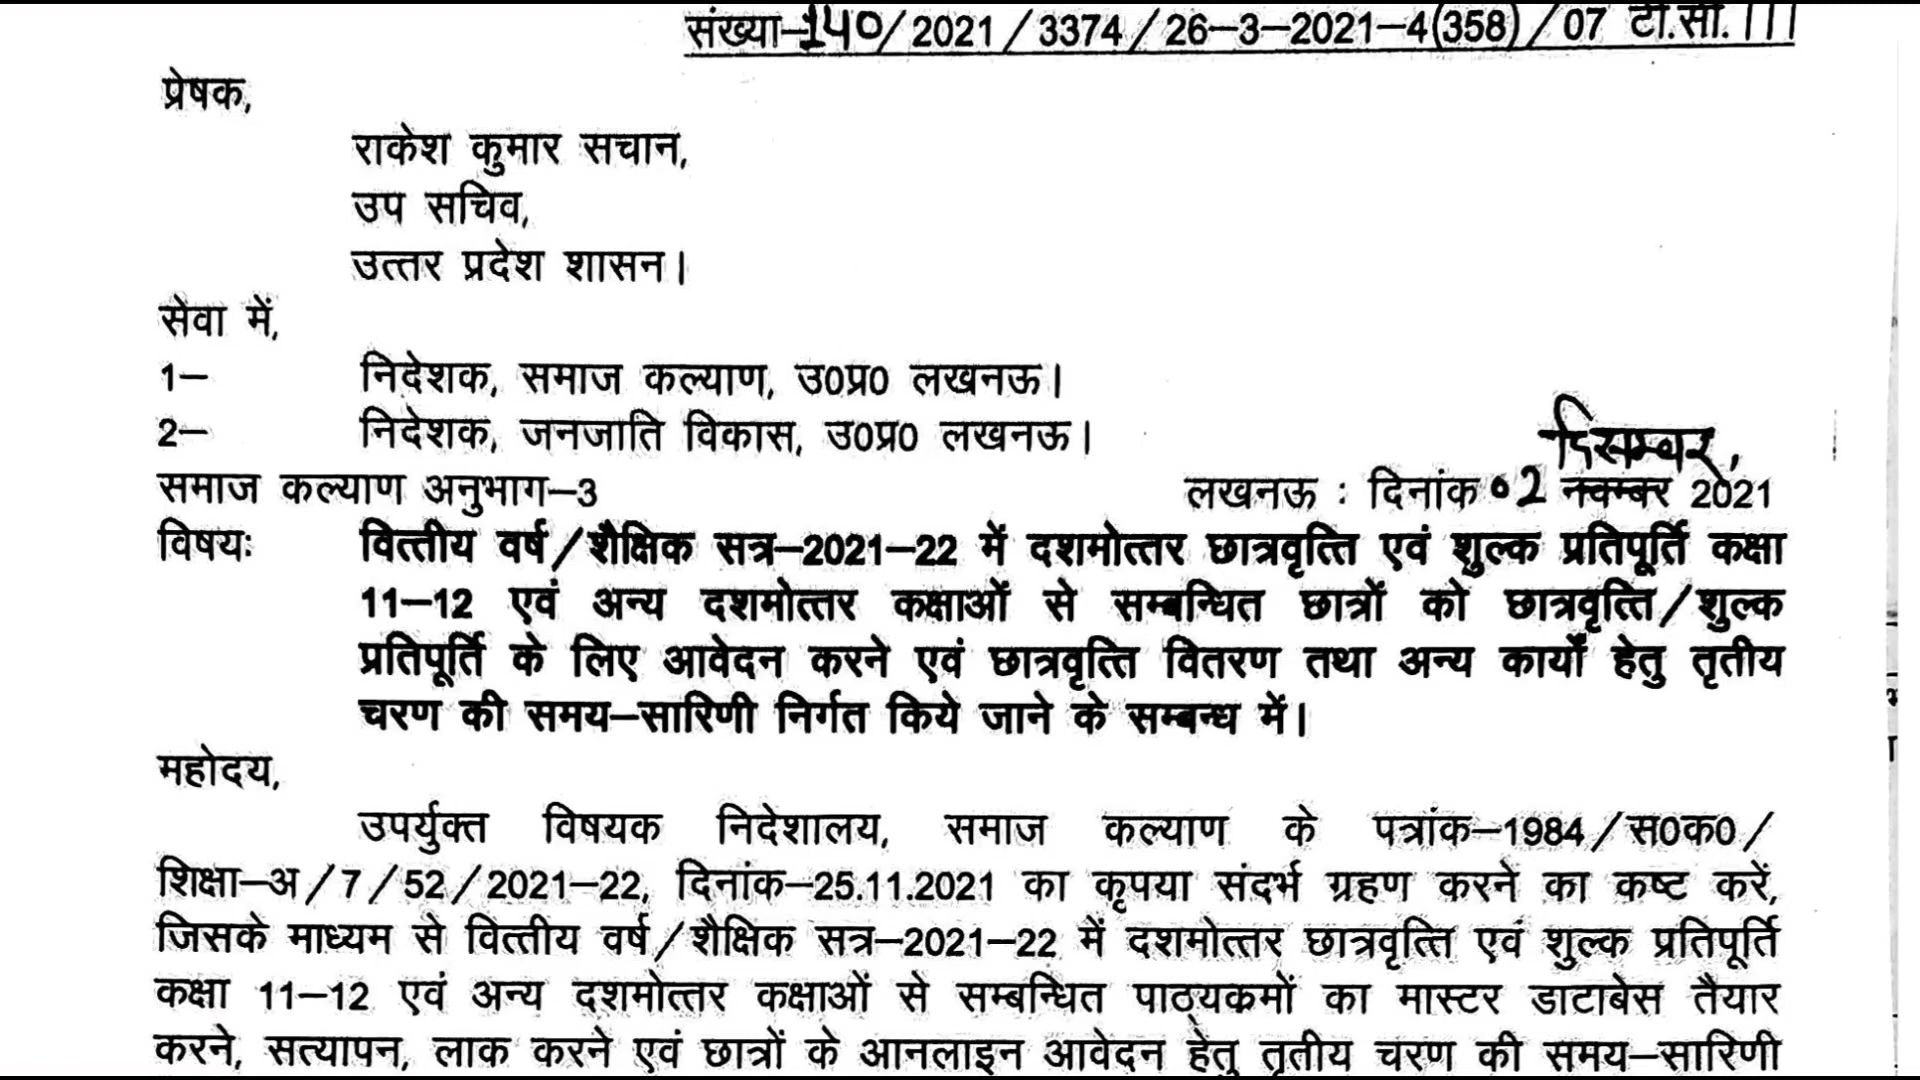 संख्या–140/2021/3374/26–3–2021–4(358)/07 टी.सी.III
प्रेषक,
राकेश कुमार सचान,
उप सचिव,
उत्तर प्रदेश शासन।
सेवा में,
1– निदेशक, समाज कल्याण, उ0प्र0 लखनऊ।
2– निदेशक, जनजाति विकास, उ0प्र0 लखनऊ।
दिसम्बर,
समाज कल्याण अनुभाग–3 लखनऊ : दिनांक 02 नवम्बर 2021
विषयः वित्तीय वर्ष/शैक्षिक सत्र–2021–22 में दशमोत्तर छात्रवृत्ति एवं शुल्क प्रतिपूर्ति कक्षा
11–12 एवं अन्य दशमोत्तर कक्षाओं से सम्बन्धित छात्रों को छात्रवृत्ति/शुल्क
प्रतिपूर्ति के लिए आवेदन करने एवं छात्रवृत्ति वितरण तथा अन्य कार्यों हेतु तृतीय
चरण की समय–सारिणी निर्गत किये जाने के सम्बन्ध में।
महोदय,
उपर्युक्त विषयक निदेशालय, समाज कल्याण के पत्रांक–1984/स0क0/
शिक्षा–अ/7/52/2021–22, दिनांक–25.11.2021 का कृपया संदर्भ ग्रहण करने का कष्ट करें,
जिसके माध्यम से वित्तीय वर्ष/शैक्षिक सत्र–2021–22 में दशमोत्तर छात्रवृत्ति एवं शुल्क प्रतिपूर्ति
कक्षा 11–12 एवं अन्य दशमोत्तर कक्षाओं से सम्बन्धित पाठ्यकमों का मास्टर डाटाबेस तैयार
करने, सत्यापन, लाक करने एवं छात्रों के आनलाइन आवेदन हेतु तृतीय चरण की समय–सारिणी